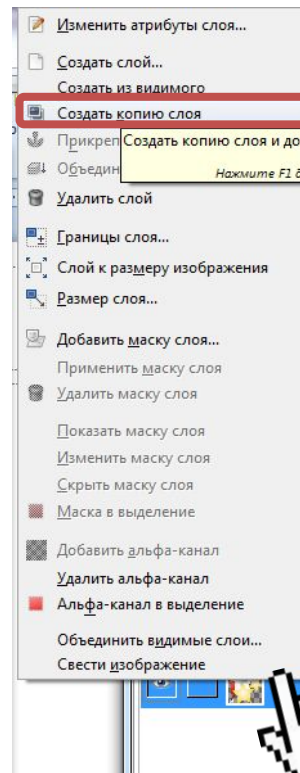 Изменить атрибуты слоя...
Создать слой...
Создать из видимого
Создать копию слоя
Прикреп
Создать копию слоя и до
Объедин
Нажмите F1 д
Удалить слой
Границы слоя...
Слой к размеру изображения
Размер слоя...
Добавить маску слоя...
Применить маску слоя
Удалить маску слоя
Показать маску слоя
Изменить маску слоя
Скрыть маску слоя
Маска в выделение
Добавить альфа-канал
Удалить альфа-канал
Альфа-канал в выделение
Объединить видимые слои...
Свести изображение